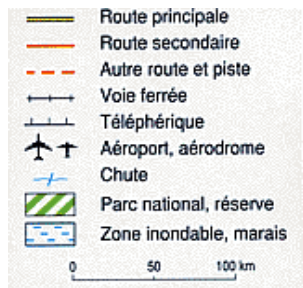 Route principale
Route secondaire
Autre route et piste
Voie ferrée
Téléphérique
Aéroport, aérodrome
Chute
Parc national, réserve
Zone inondable, marais
0 50 100 km